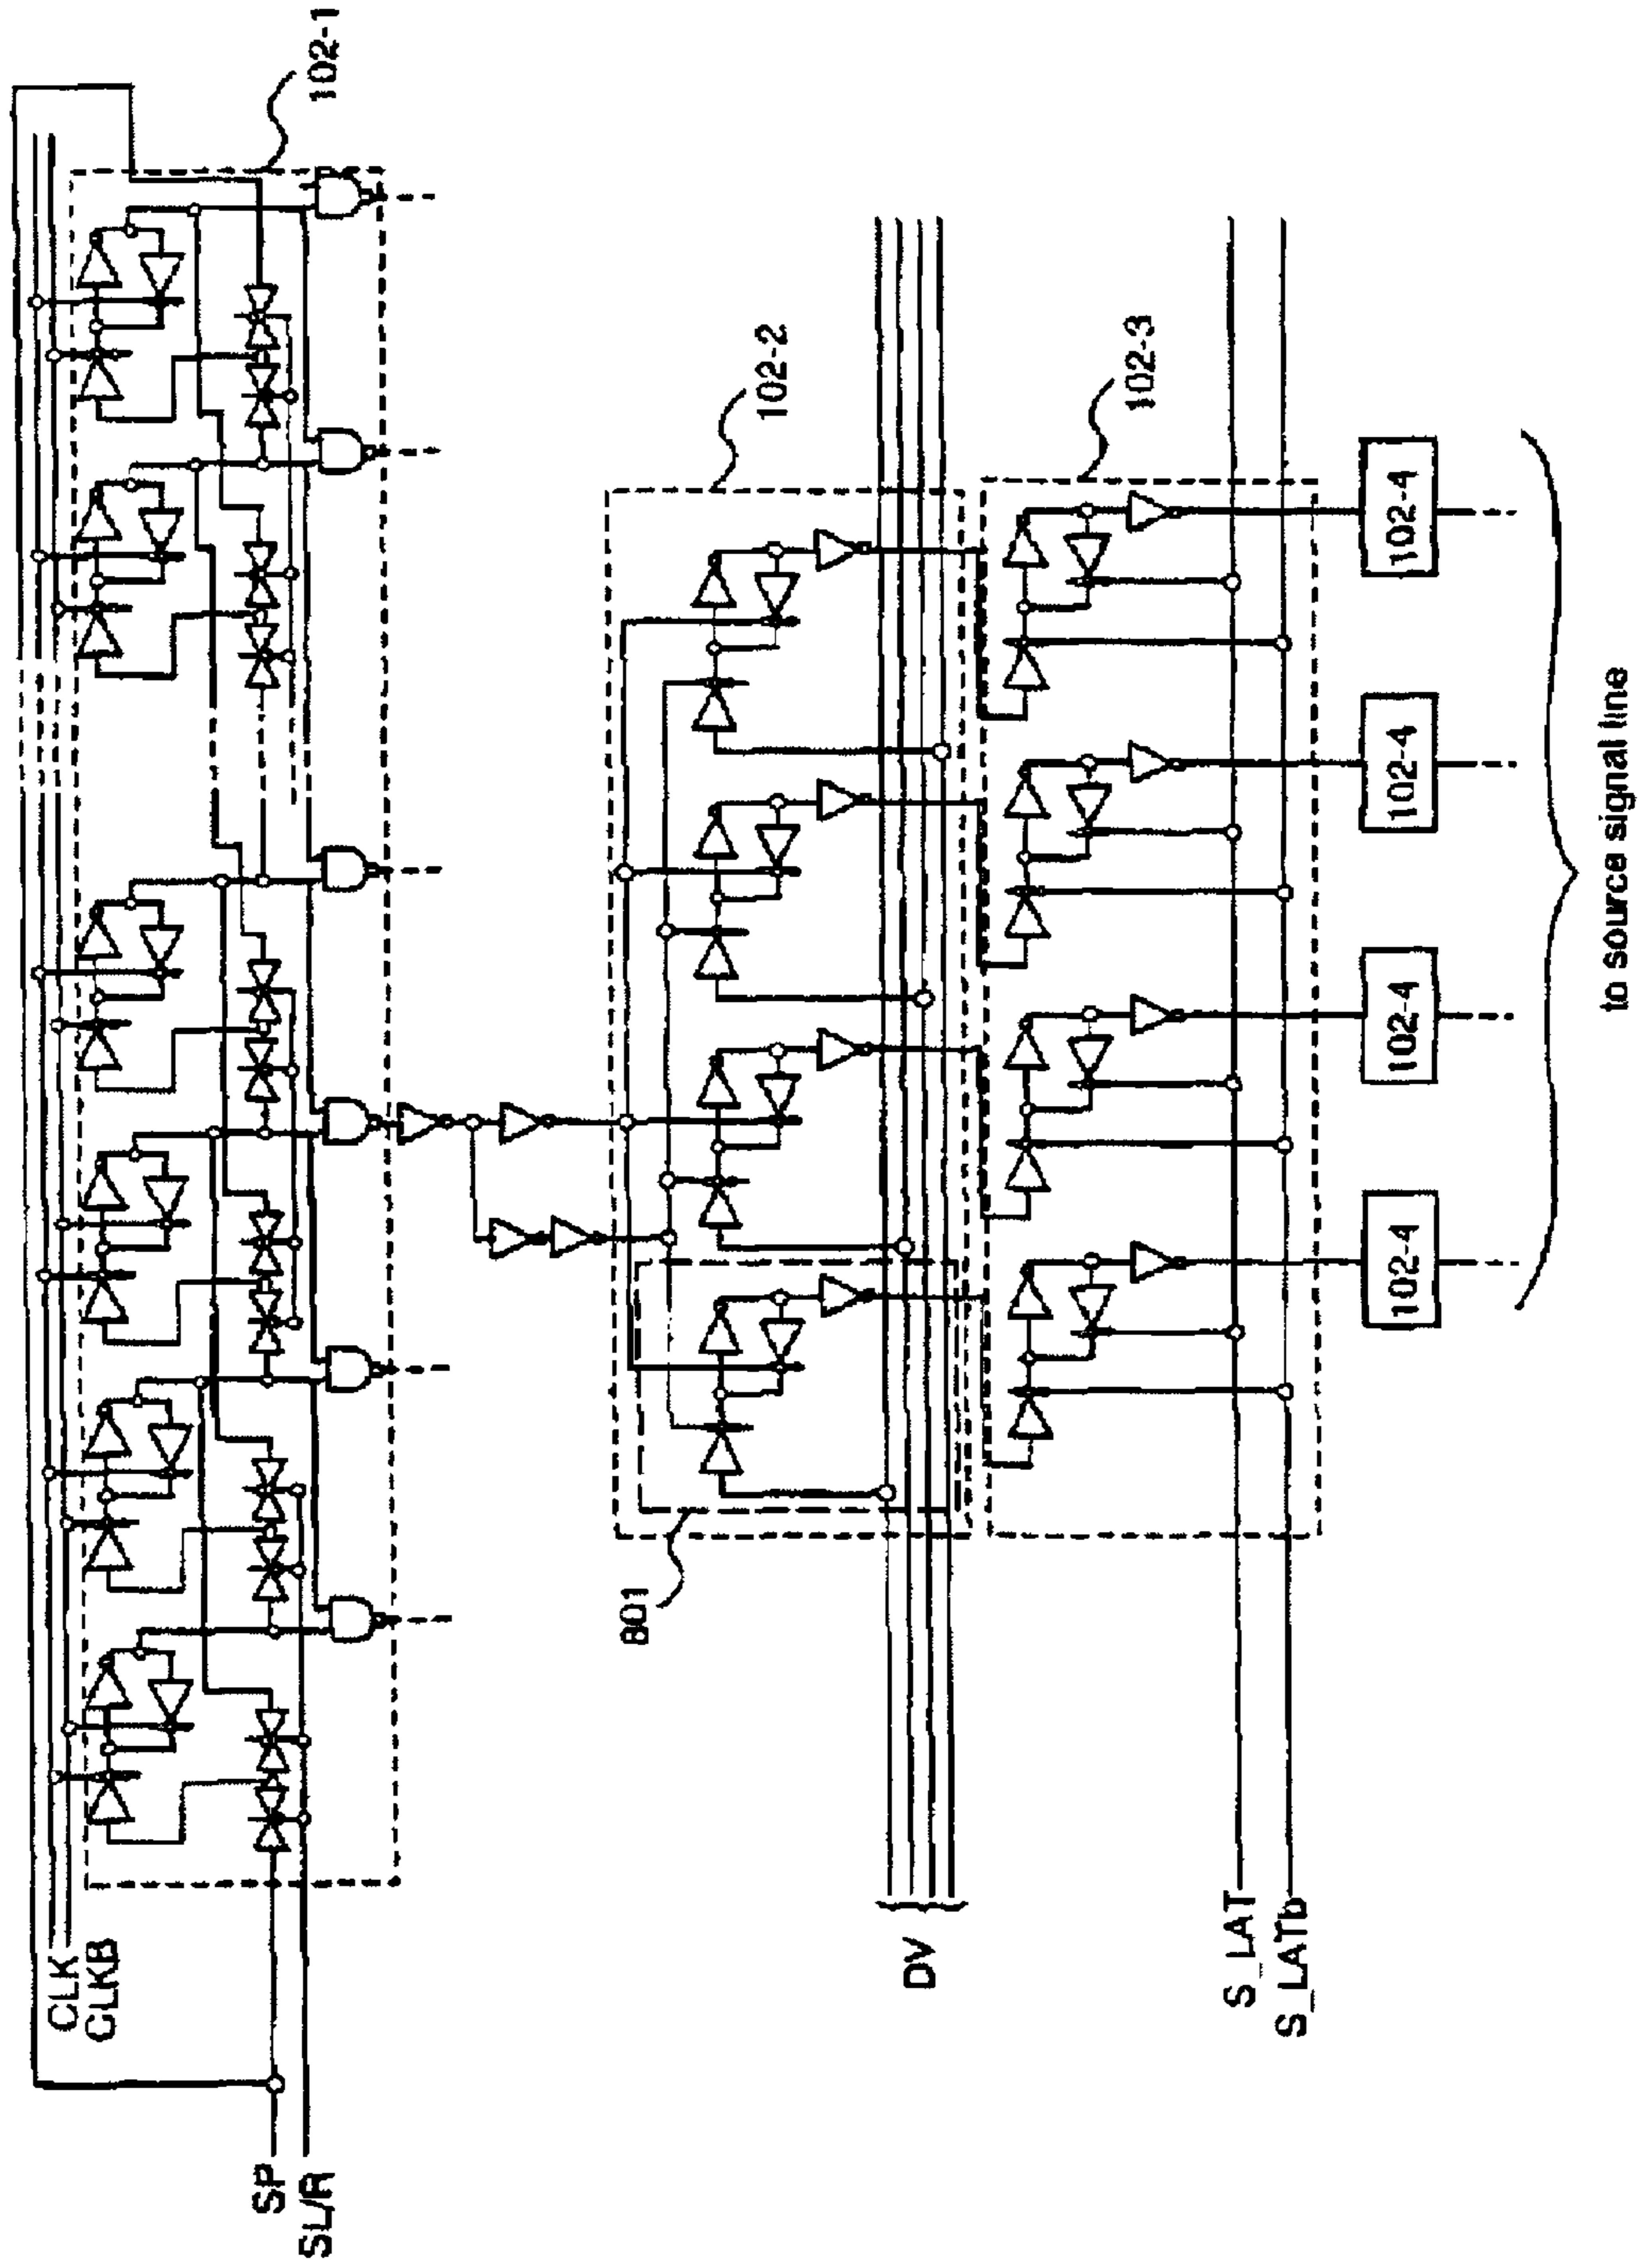 102-1
CLK
CLKB
SP
SL/R
102-2
801
DV
102-3
S_LAT
S_LATb
102-4
102-4
102-4
102-4
to source signal line